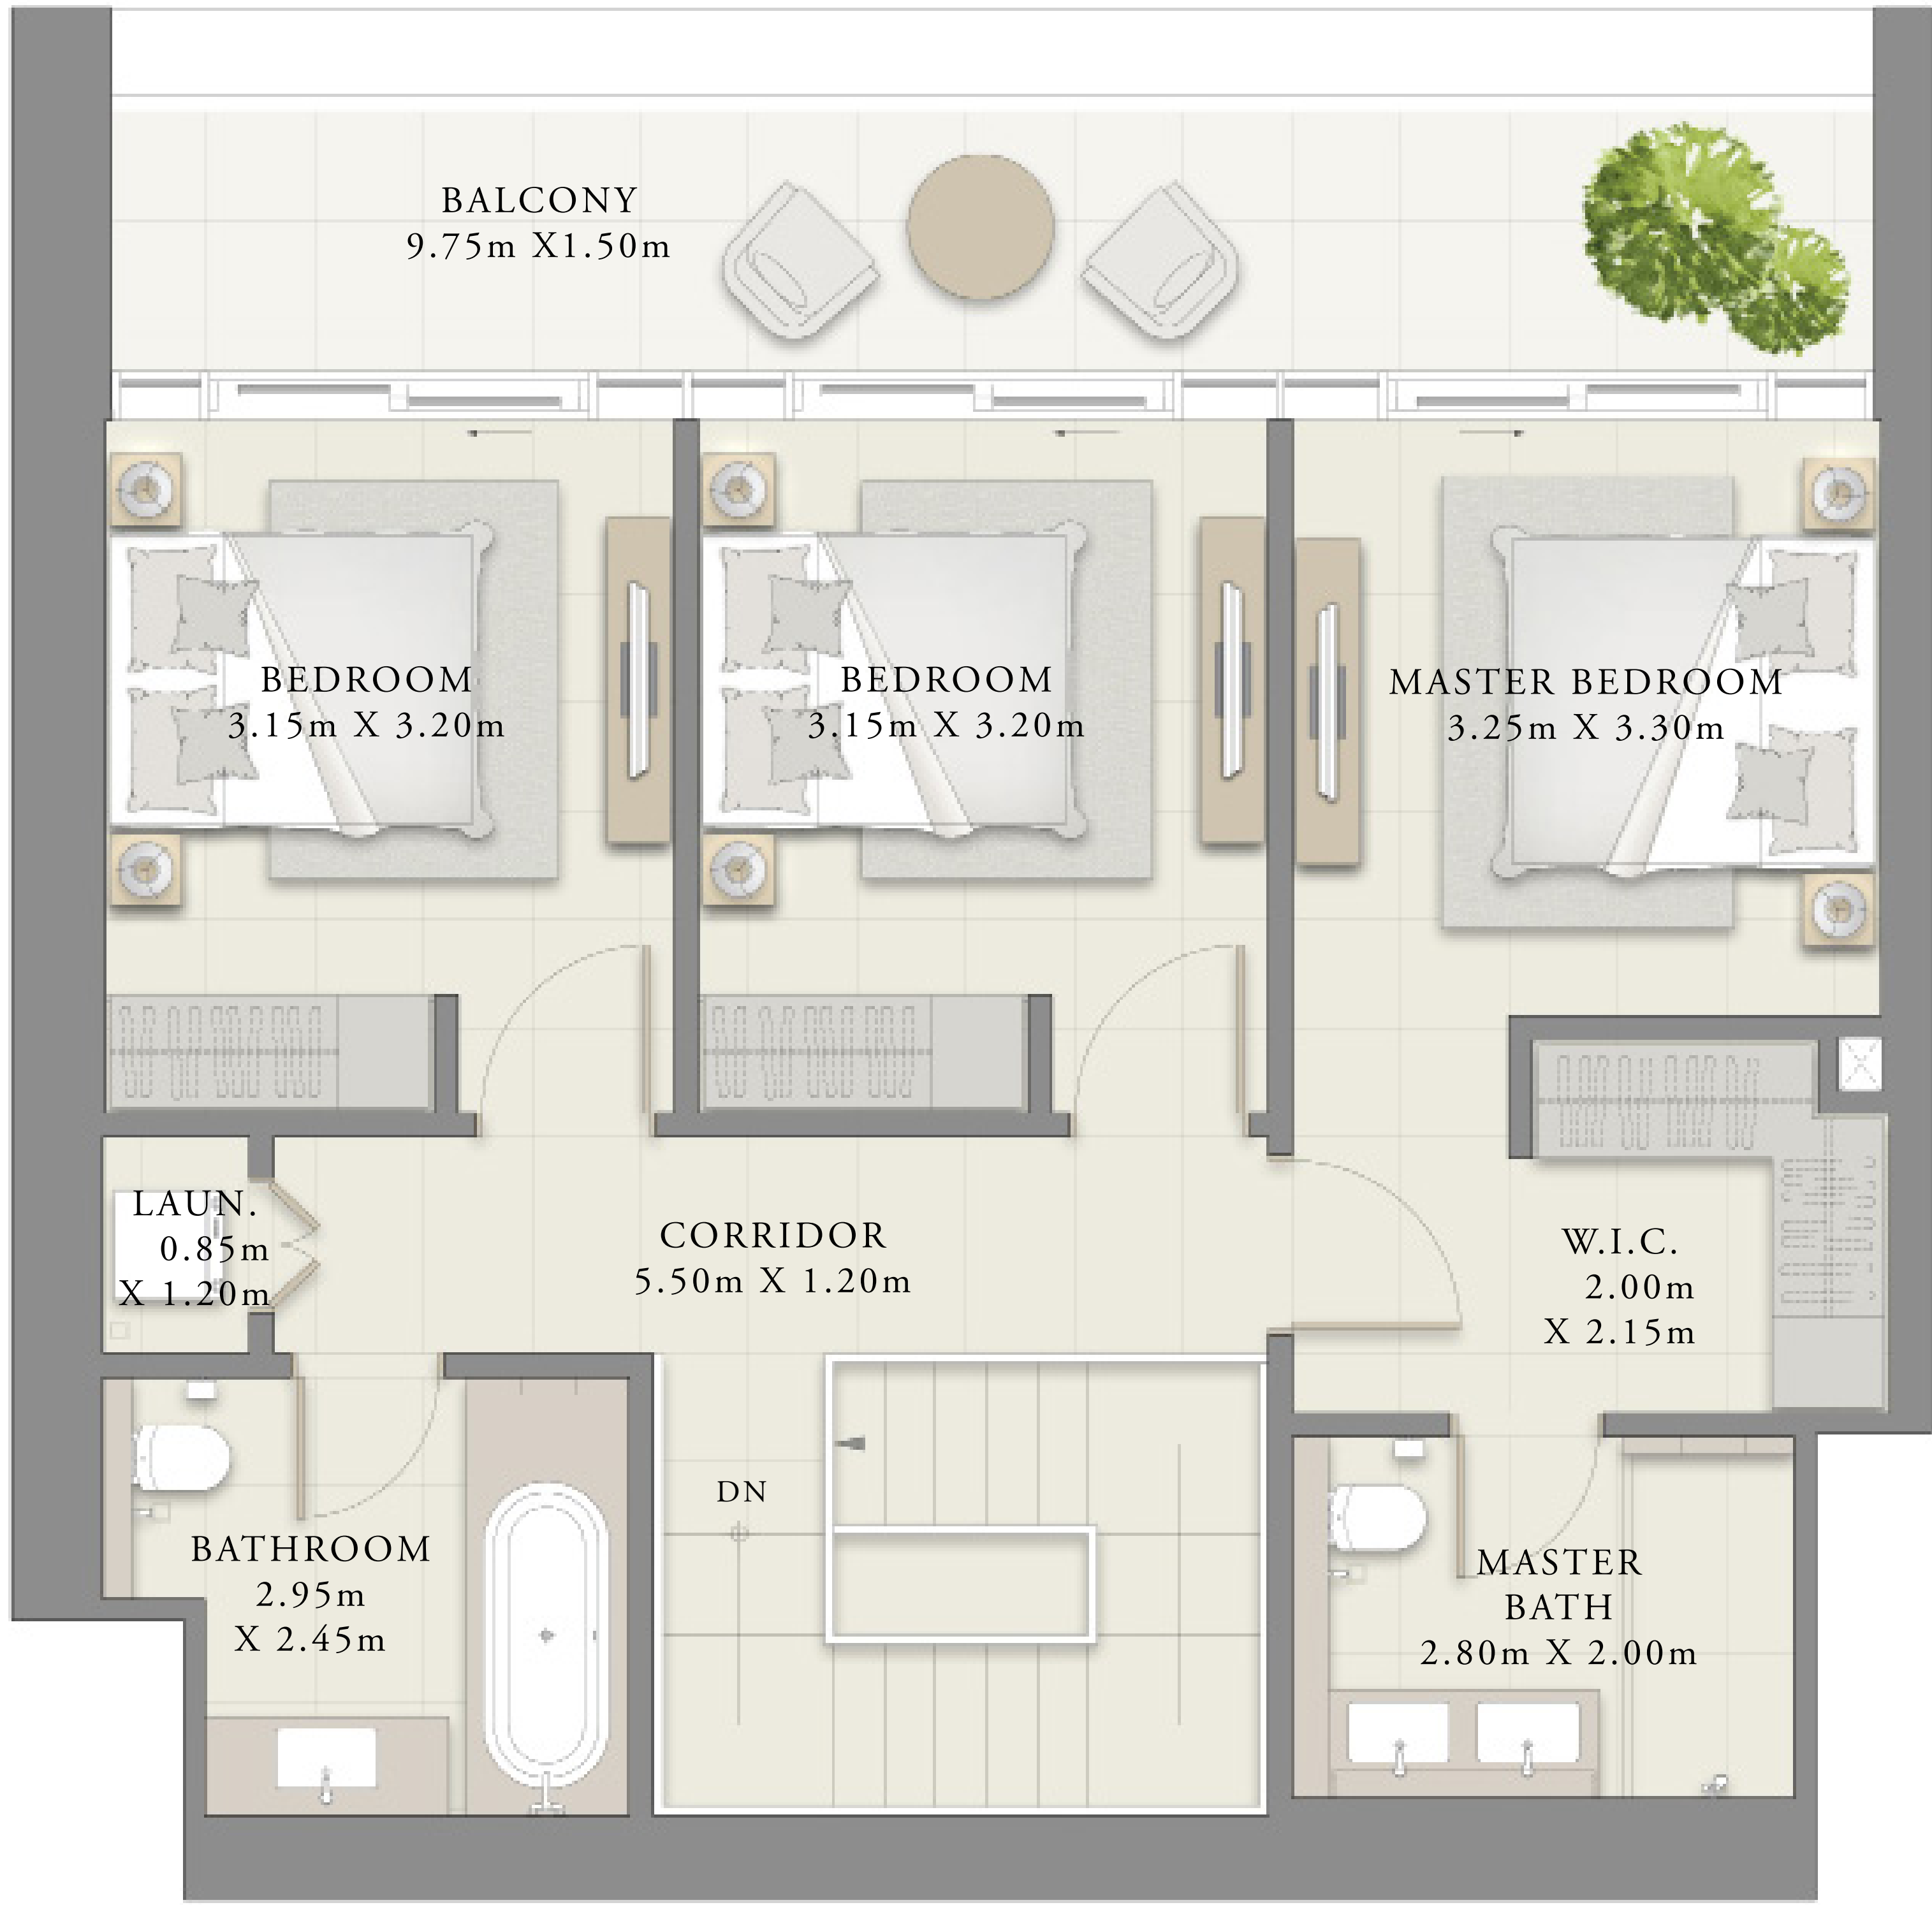 BALCONY
9.75m X1.50m
BEDROOM
3.15m X 3.20m
BEDROOM
3.15m X 3.20m
MASTER BEDROOM
3.25m X 3.30m
LAUN.
0.85m
X 1.20m
CORRIDOR
5.50m X 1.20m
W.I.C.
2.00m
X 2.15m
DN
BATHROOM
2.95m
X 2.45m
MASTER
BATH
2.80m X 2.00m